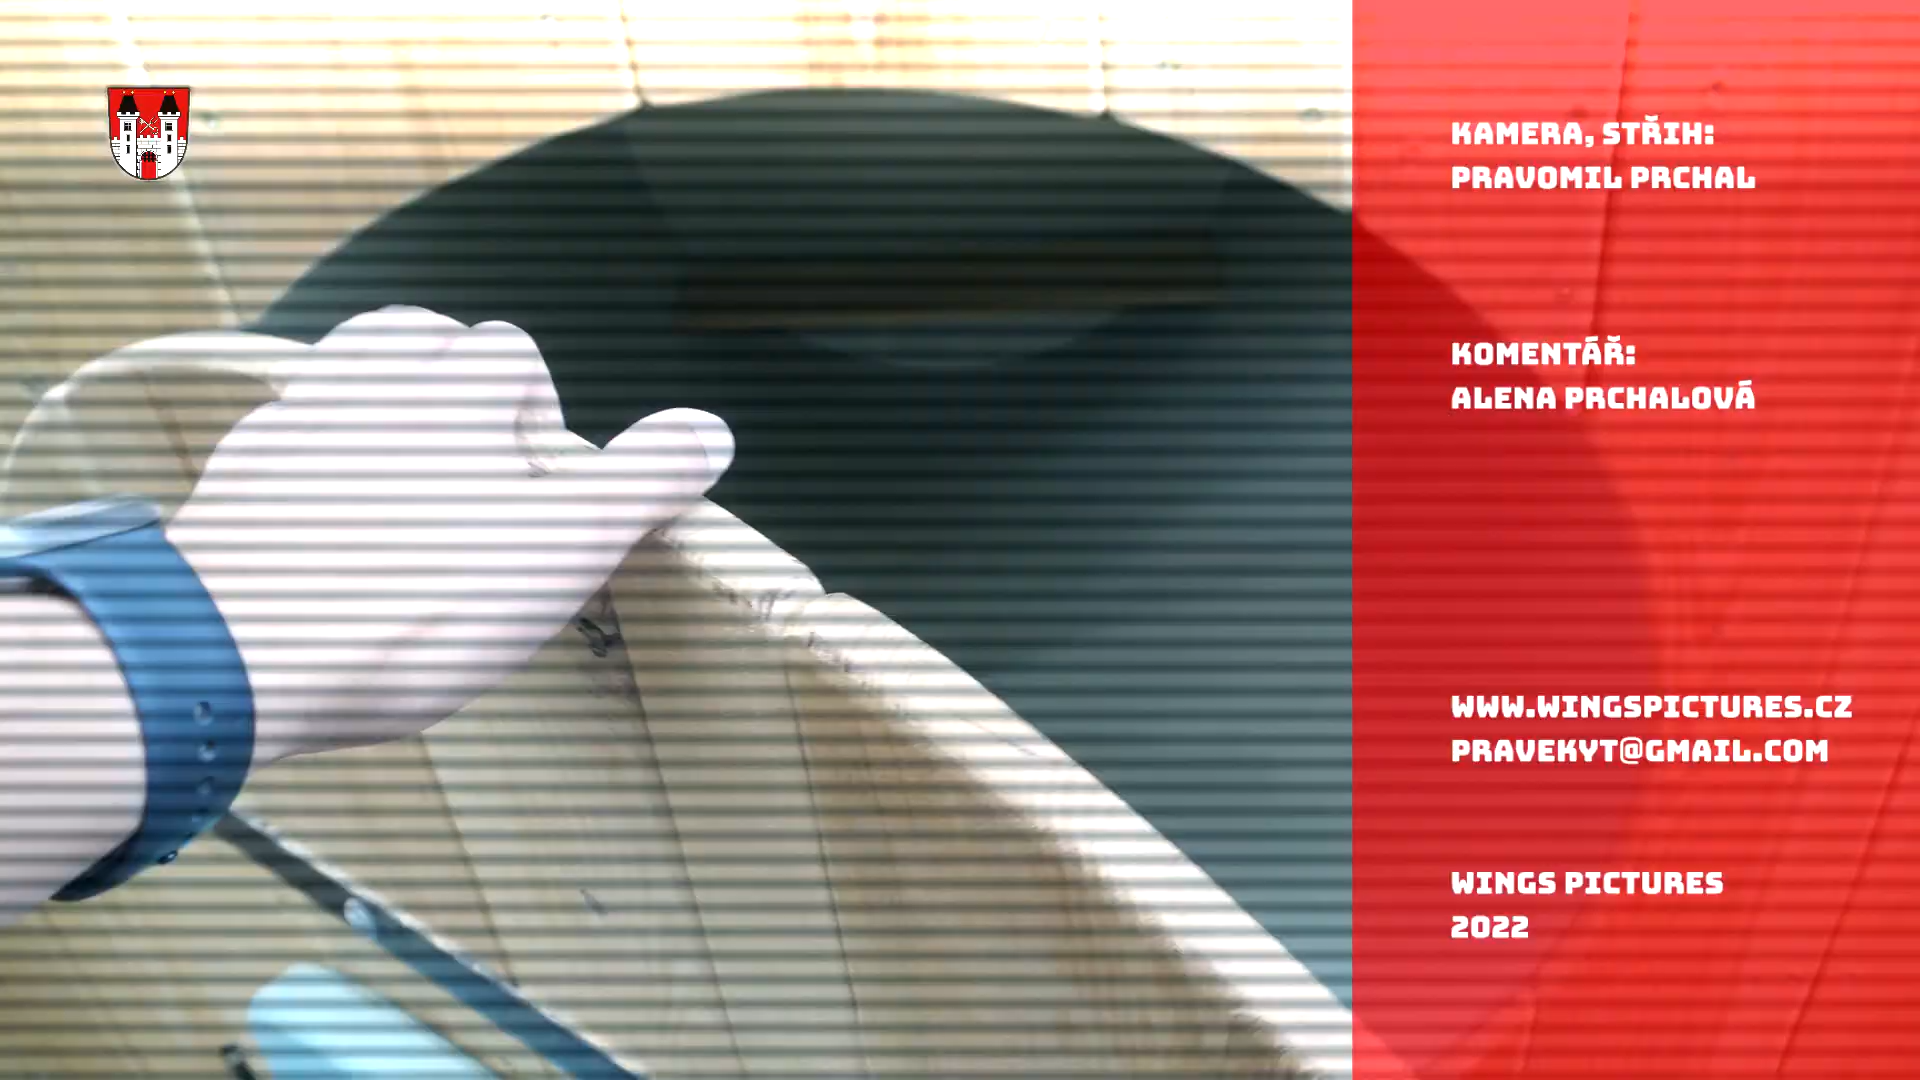 KAMERA, STŘIH:
PRAVOMIL PRCHAL
KOMENTÁŘ:
ALENA PRCHALOVÁ
WWW.WINGSPICTURES.CZ
PRAVEKYT@GMAIL.COM
WINGS PICTURES
2022